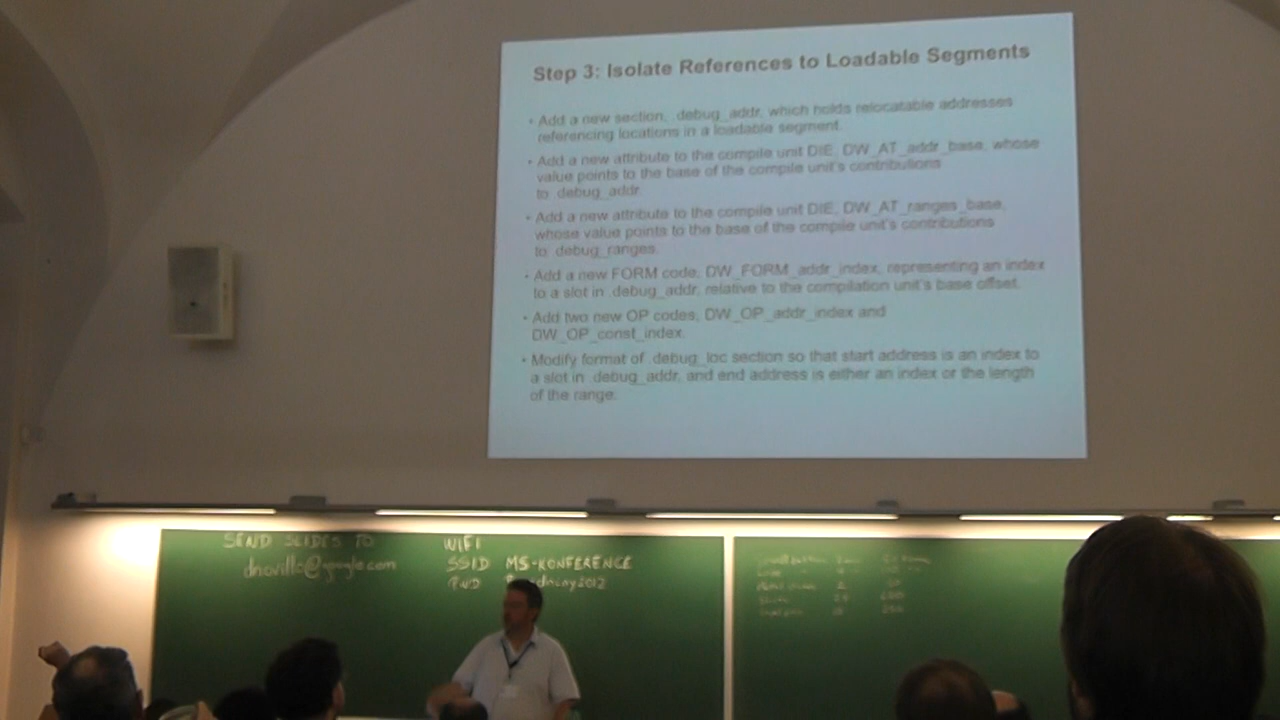 Step 3: Isolate References to Loadable Segments
• Add a new section, .debug_addr, which holds relocatable addresses
referencing locations in a loadable segment.
• Add a new attribute to the compile unit DIE, DW_AT_addr_base, whose
value points to the base of the compile unit's contributions
to .debug_addr.
• Add a new attribute to the compile unit DIE, DW_AT_ranges_base,
whose value points to the base of the compile unit's contributions
to .debug_ranges.
• Add a new FORM code, DW_FORM_addr_index, representing an index
to a slot in .debug_addr, relative to the compilation unit's base offset.
• Add two new OP codes, DW_OP_addr_index and
DW_OP_const_index.
• Modify format of .debug_loc section so that start address is an index to
a slot in .debug_addr, and end address is either an index or the length
of the range.
SEND SLIDES TO
dnovillo@google.com
WIFI
SSID MS-KONFERENCE
PWD